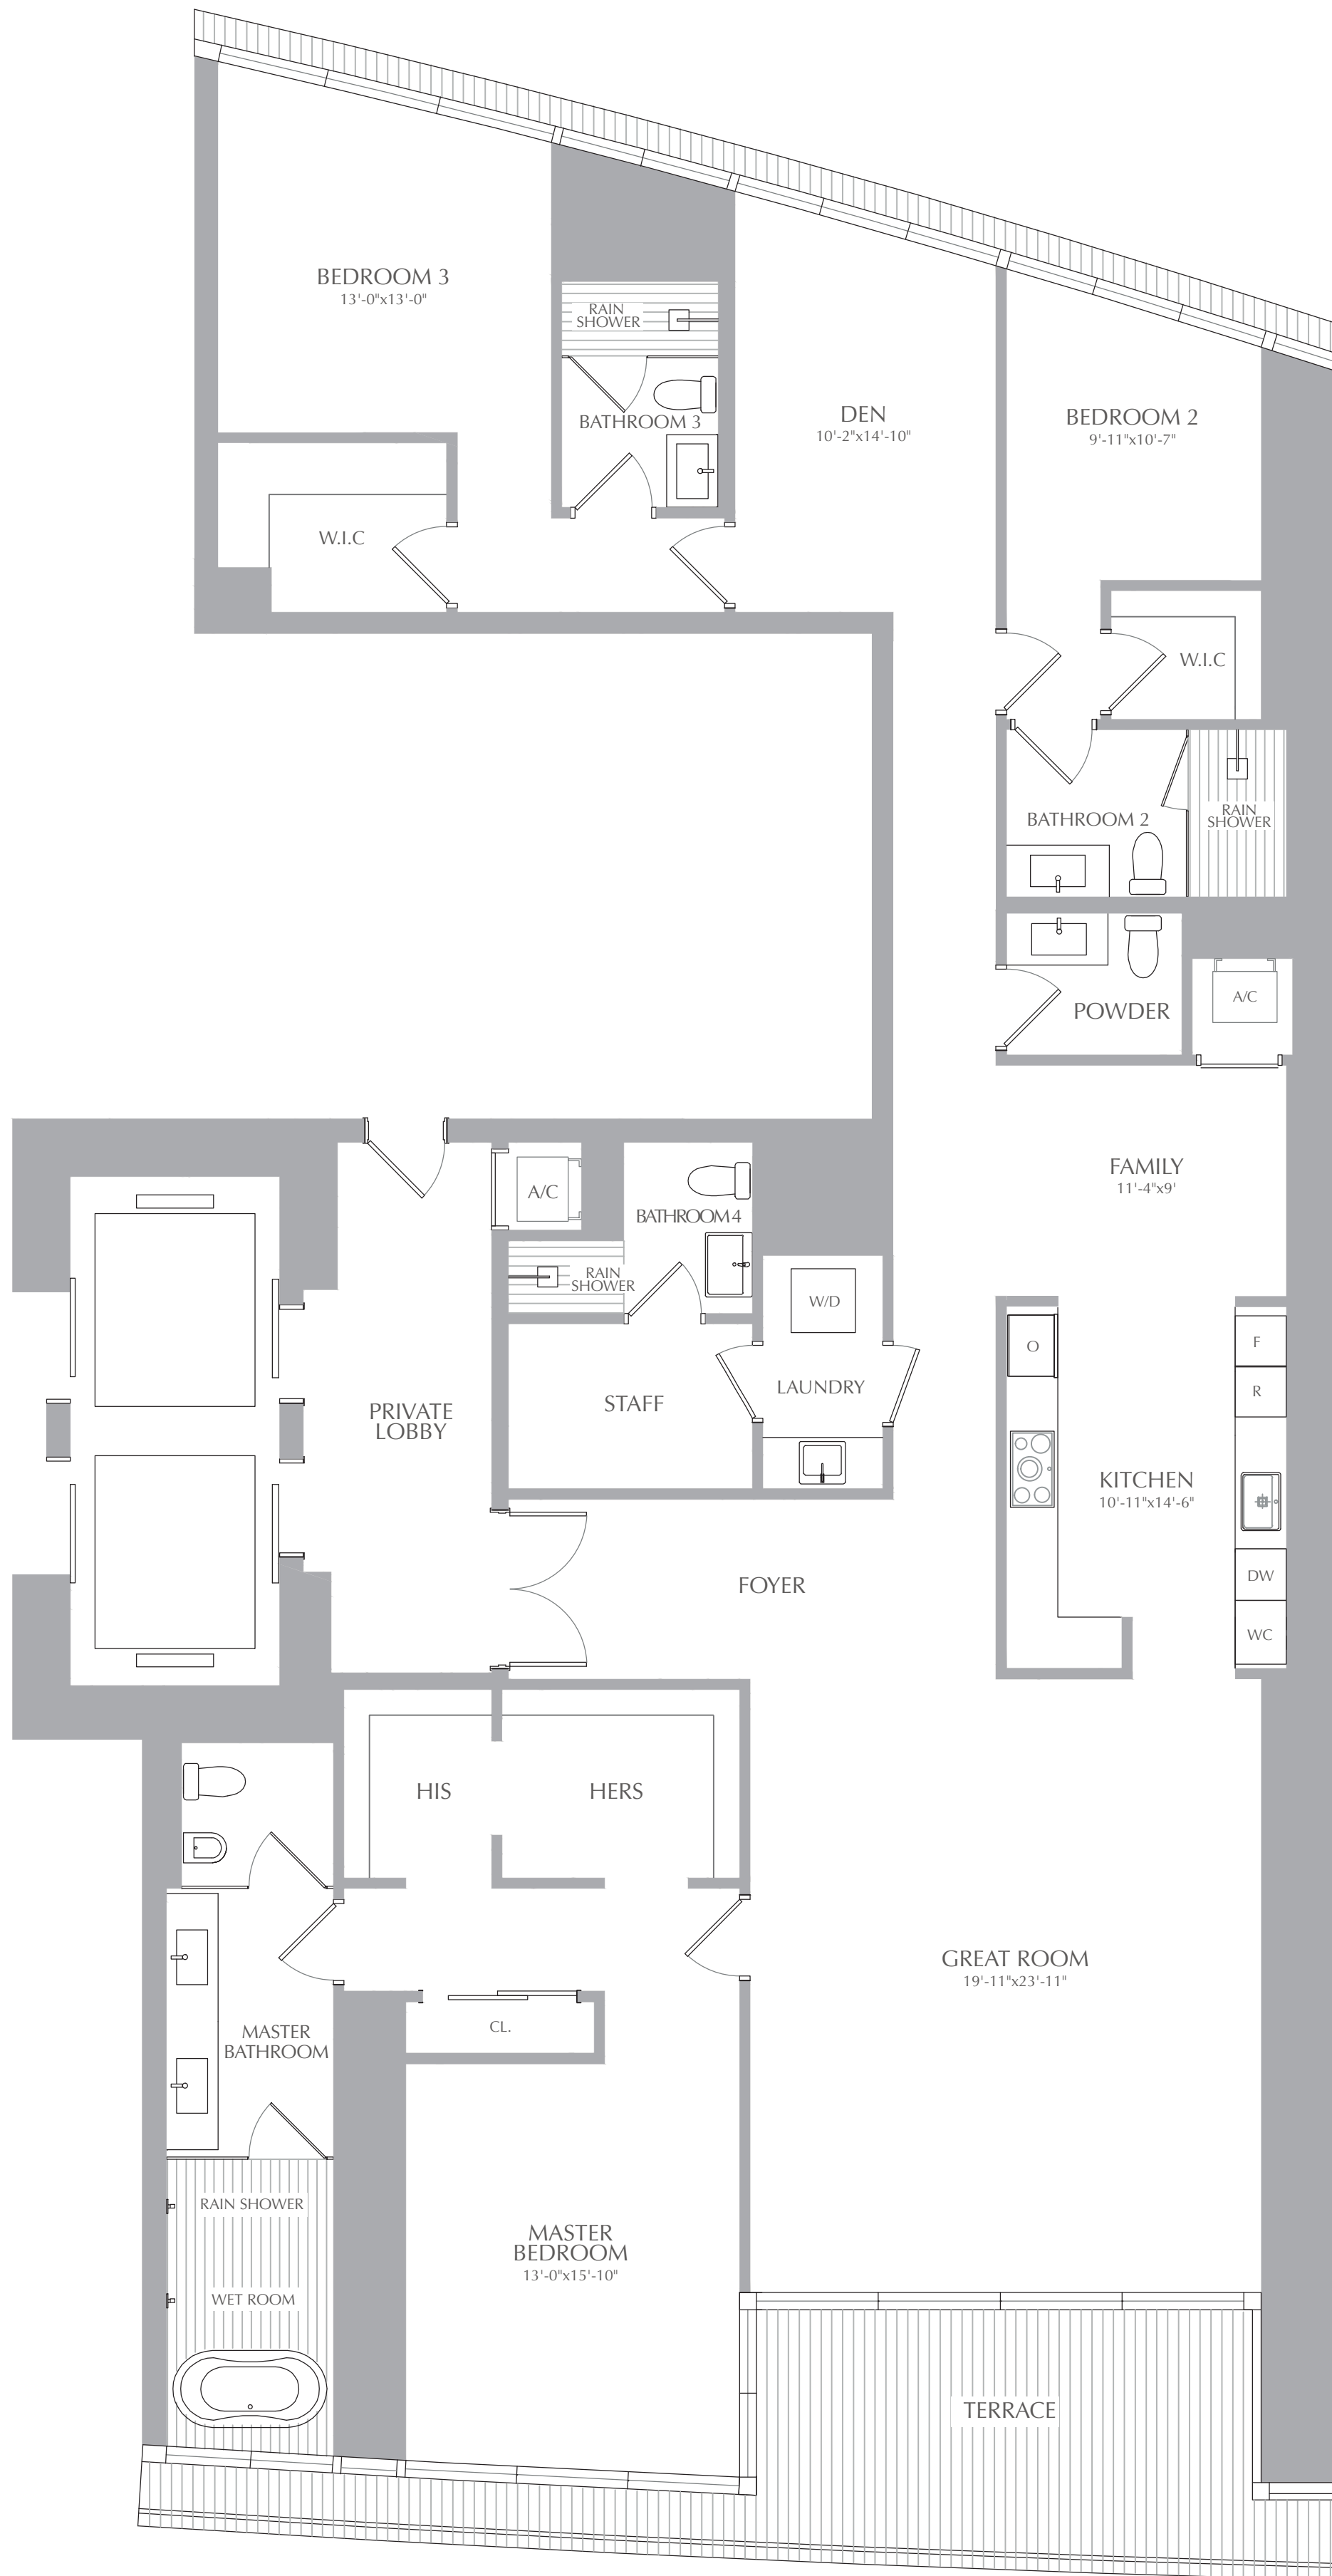 BEDROOM 3
13'-0"x13'-0"
RAIN
SHOWER
BATHROOM 3
DEN
10'-2"x14'-10"
BEDROOM 2
9'-11"x10'-7"
W.I.C
W.I.C
BATHROOM 2
RAIN
SHOWER
POWDER
A/C
FAMILY
11'-4"x9'
A/C
BATHROOM 4
RAIN
SHOWER
W/D
LAUNDRY
STAFF
PRIVATE
LOBBY
O
F
R
KITCHEN
10'-11"x14'-6"
DW
WC
FOYER
HIS
HERS
GREAT ROOM
19'-11"x23'-11"
CL.
MASTER
BATHROOM
RAIN SHOWER
WET ROOM
MASTER
BEDROOM
13'-0"x15'-10"
TERRACE